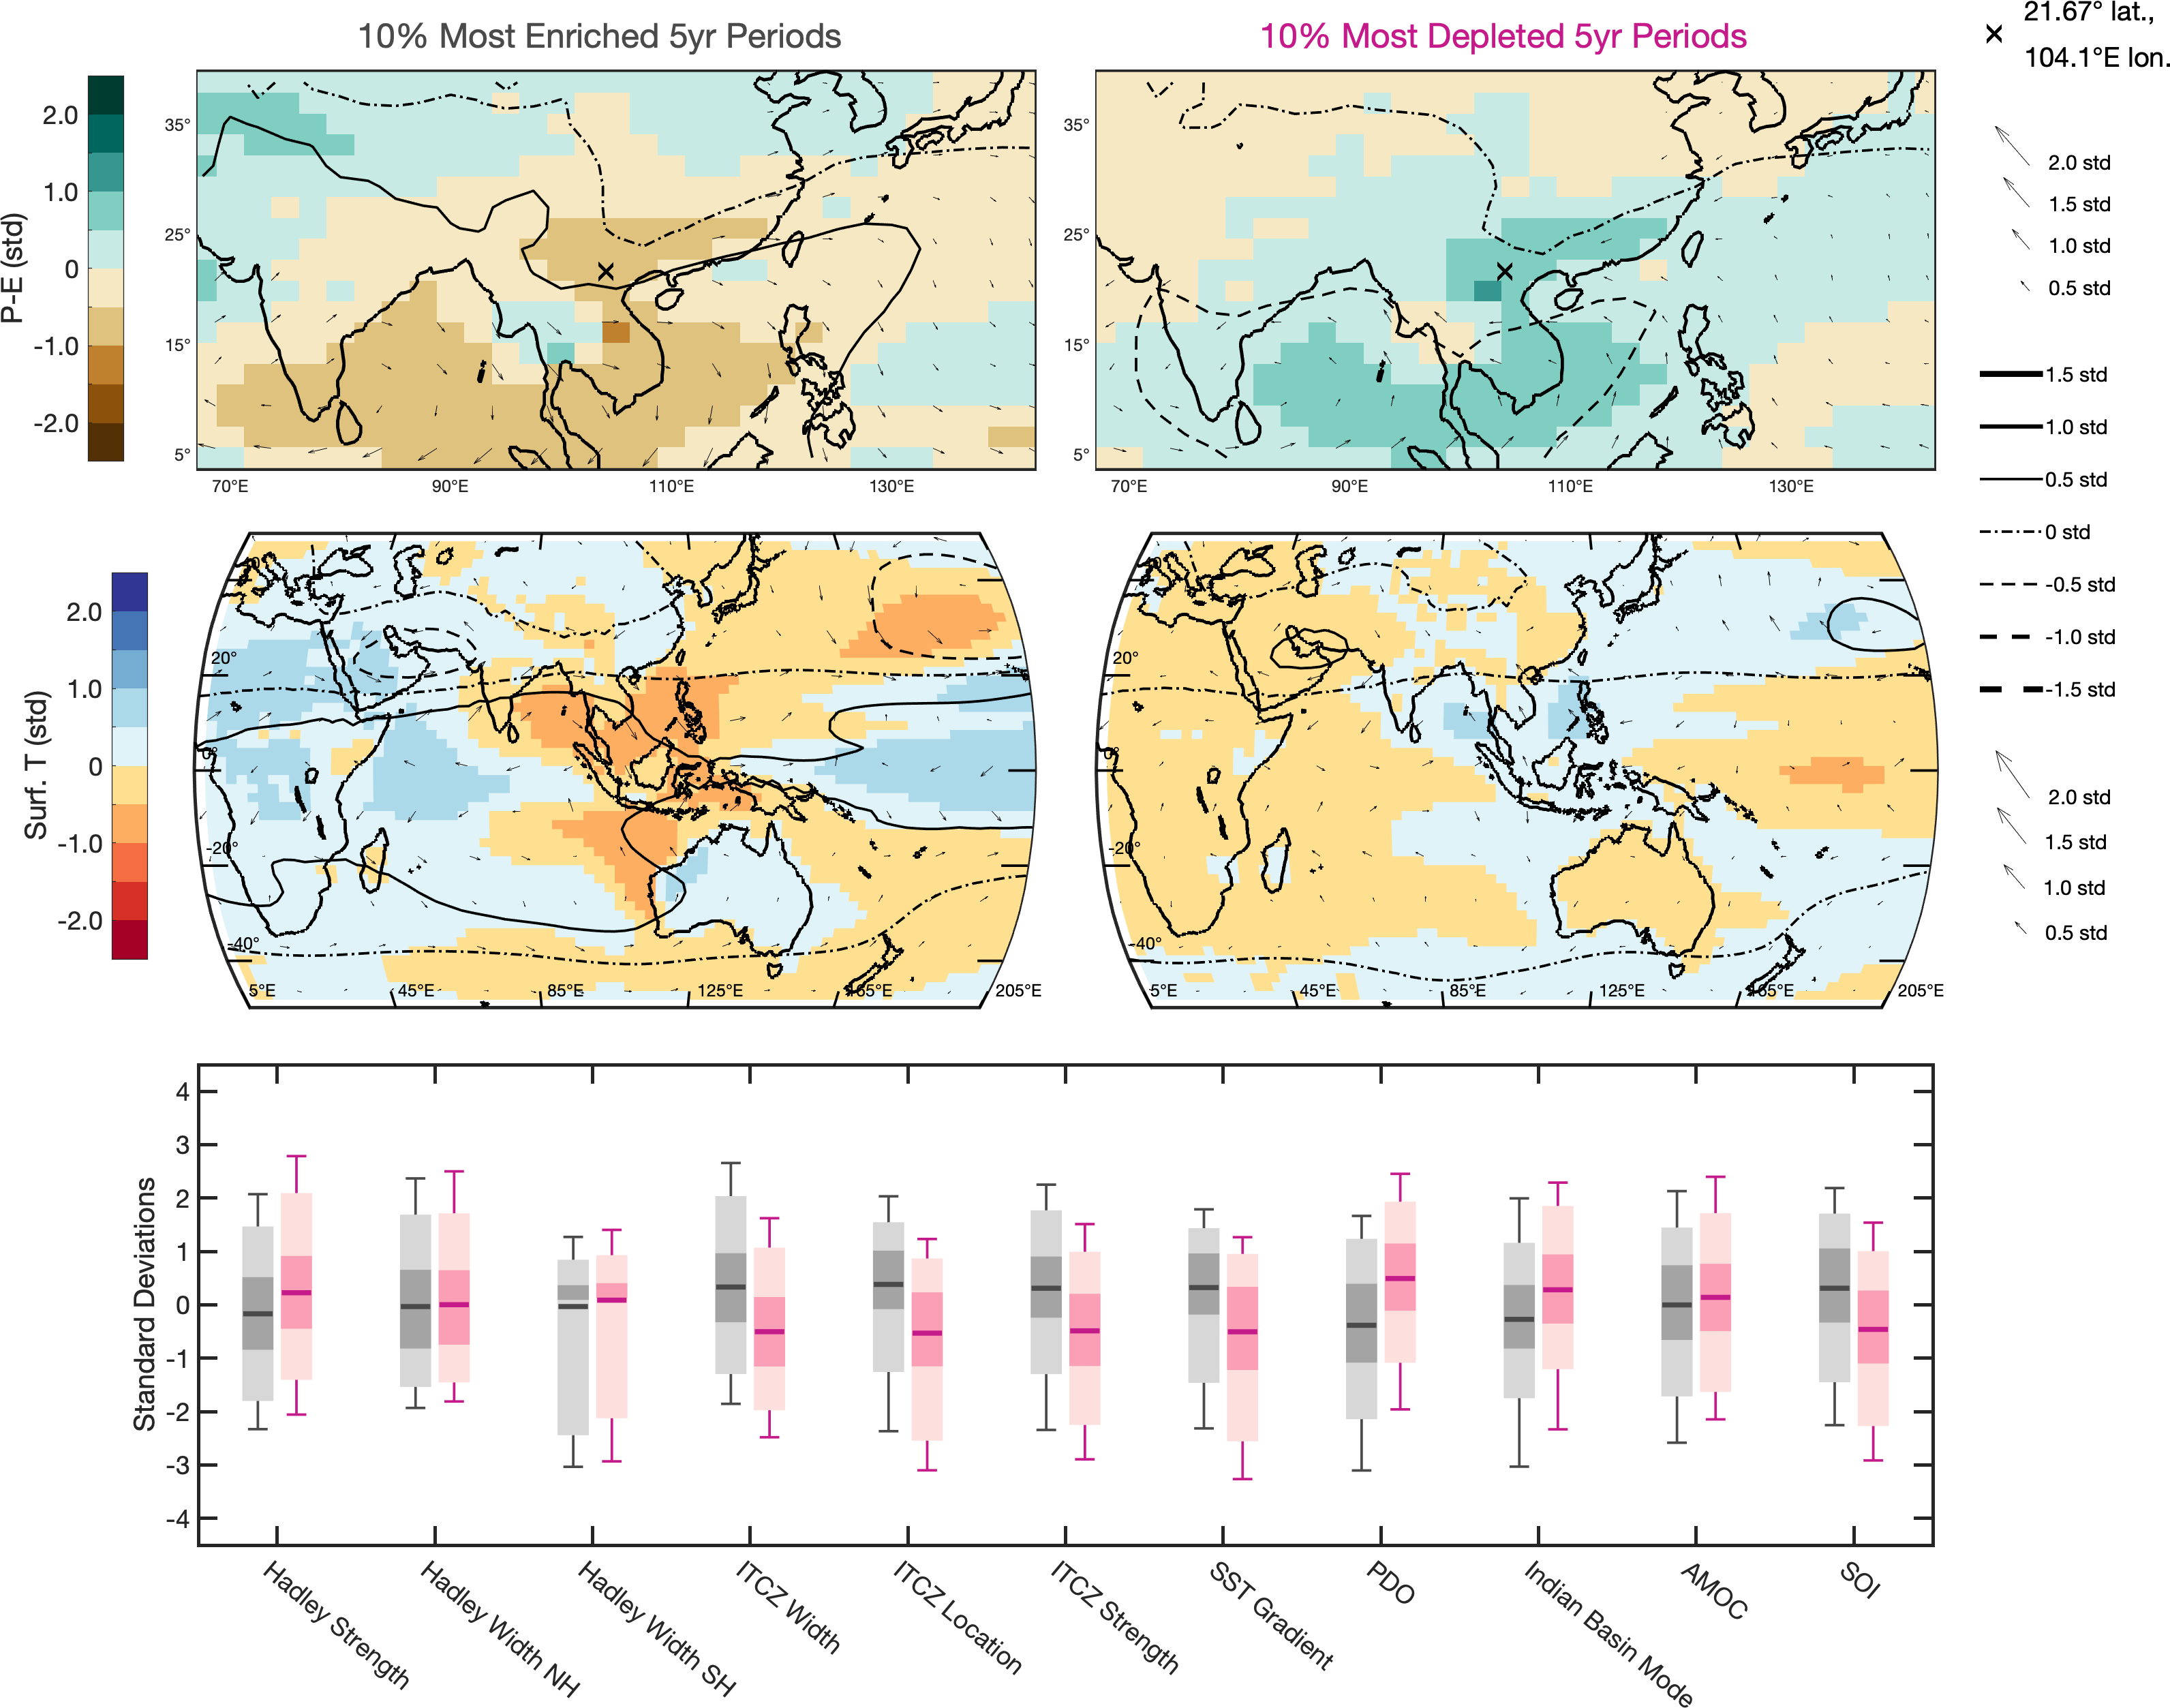 10% Most Enriched 5yr Periods
10% Most Depleted 5yr Periods
21.67° lat.,
104.1°E lon.
P-E (std)
2.0
1.0
0
-1.0
-2.0
35°
25°
15°
5°
70°E
90°E
110°E
130°E
35°
25°
15°
5°
70°E
90°E
110°E
130°E
2.0 std
1.5 std
1.0 std
0.5 std
1.5 std
1.0 std
0.5 std
0 std
-0.5 std
-1.0 std
-1.5 std
Surf. T (std)
2.0
1.0
0
-1.0
-2.0
20°
0°
-20°
-40°
5°E
45°E
85°E
125°E
165°E
205°E
20°
0°
-20°
-40°
5°E
45°E
85°E
125°E
165°E
205°E
2.0 std
1.5 std
1.0 std
0.5 std
Standard Deviations
4
3
2
1
0
-1
-2
-3
-4
Hadley Strength
Hadley Width NH
Hadley Width SH
ITCZ Width
ITCZ Location
ITCZ Strength
SST Gradient
PDO
Indian Basin Mode
AMOC
SOI